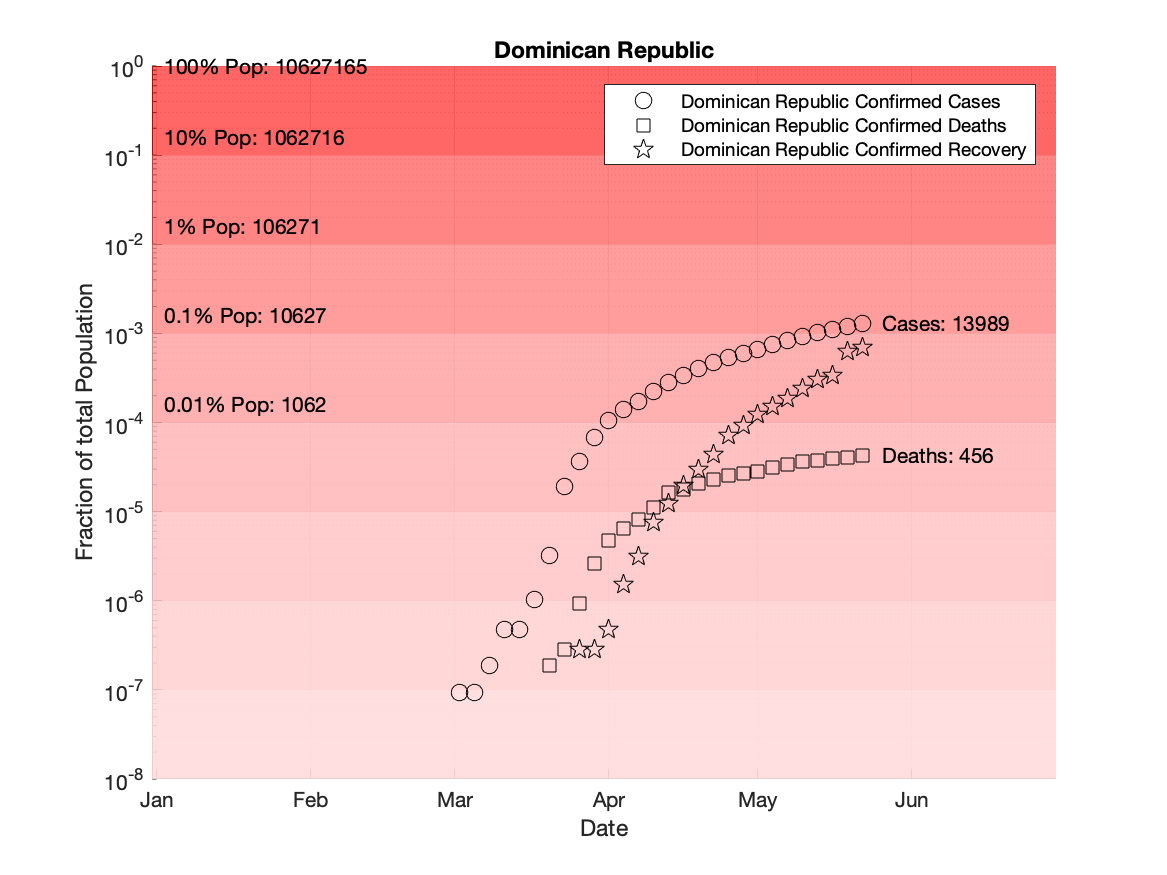 Dominican Republic
10^0
100% Pop: 10627165
Dominican Republic Confirmed Cases
Dominican Republic Confirmed Deaths
Dominican Republic Confirmed Recovery
10% Pop: 1062716
10^-1
1% Pop: 106271
10^-2
0.1% Pop: 10627
10^-3
Cases: 13989
0.01% Pop: 1062
10^-4
Deaths: 456
10^-5
10^-6
10^-7
10^-8
Fraction of total Population
Jan Feb Mar Apr May Jun
Date